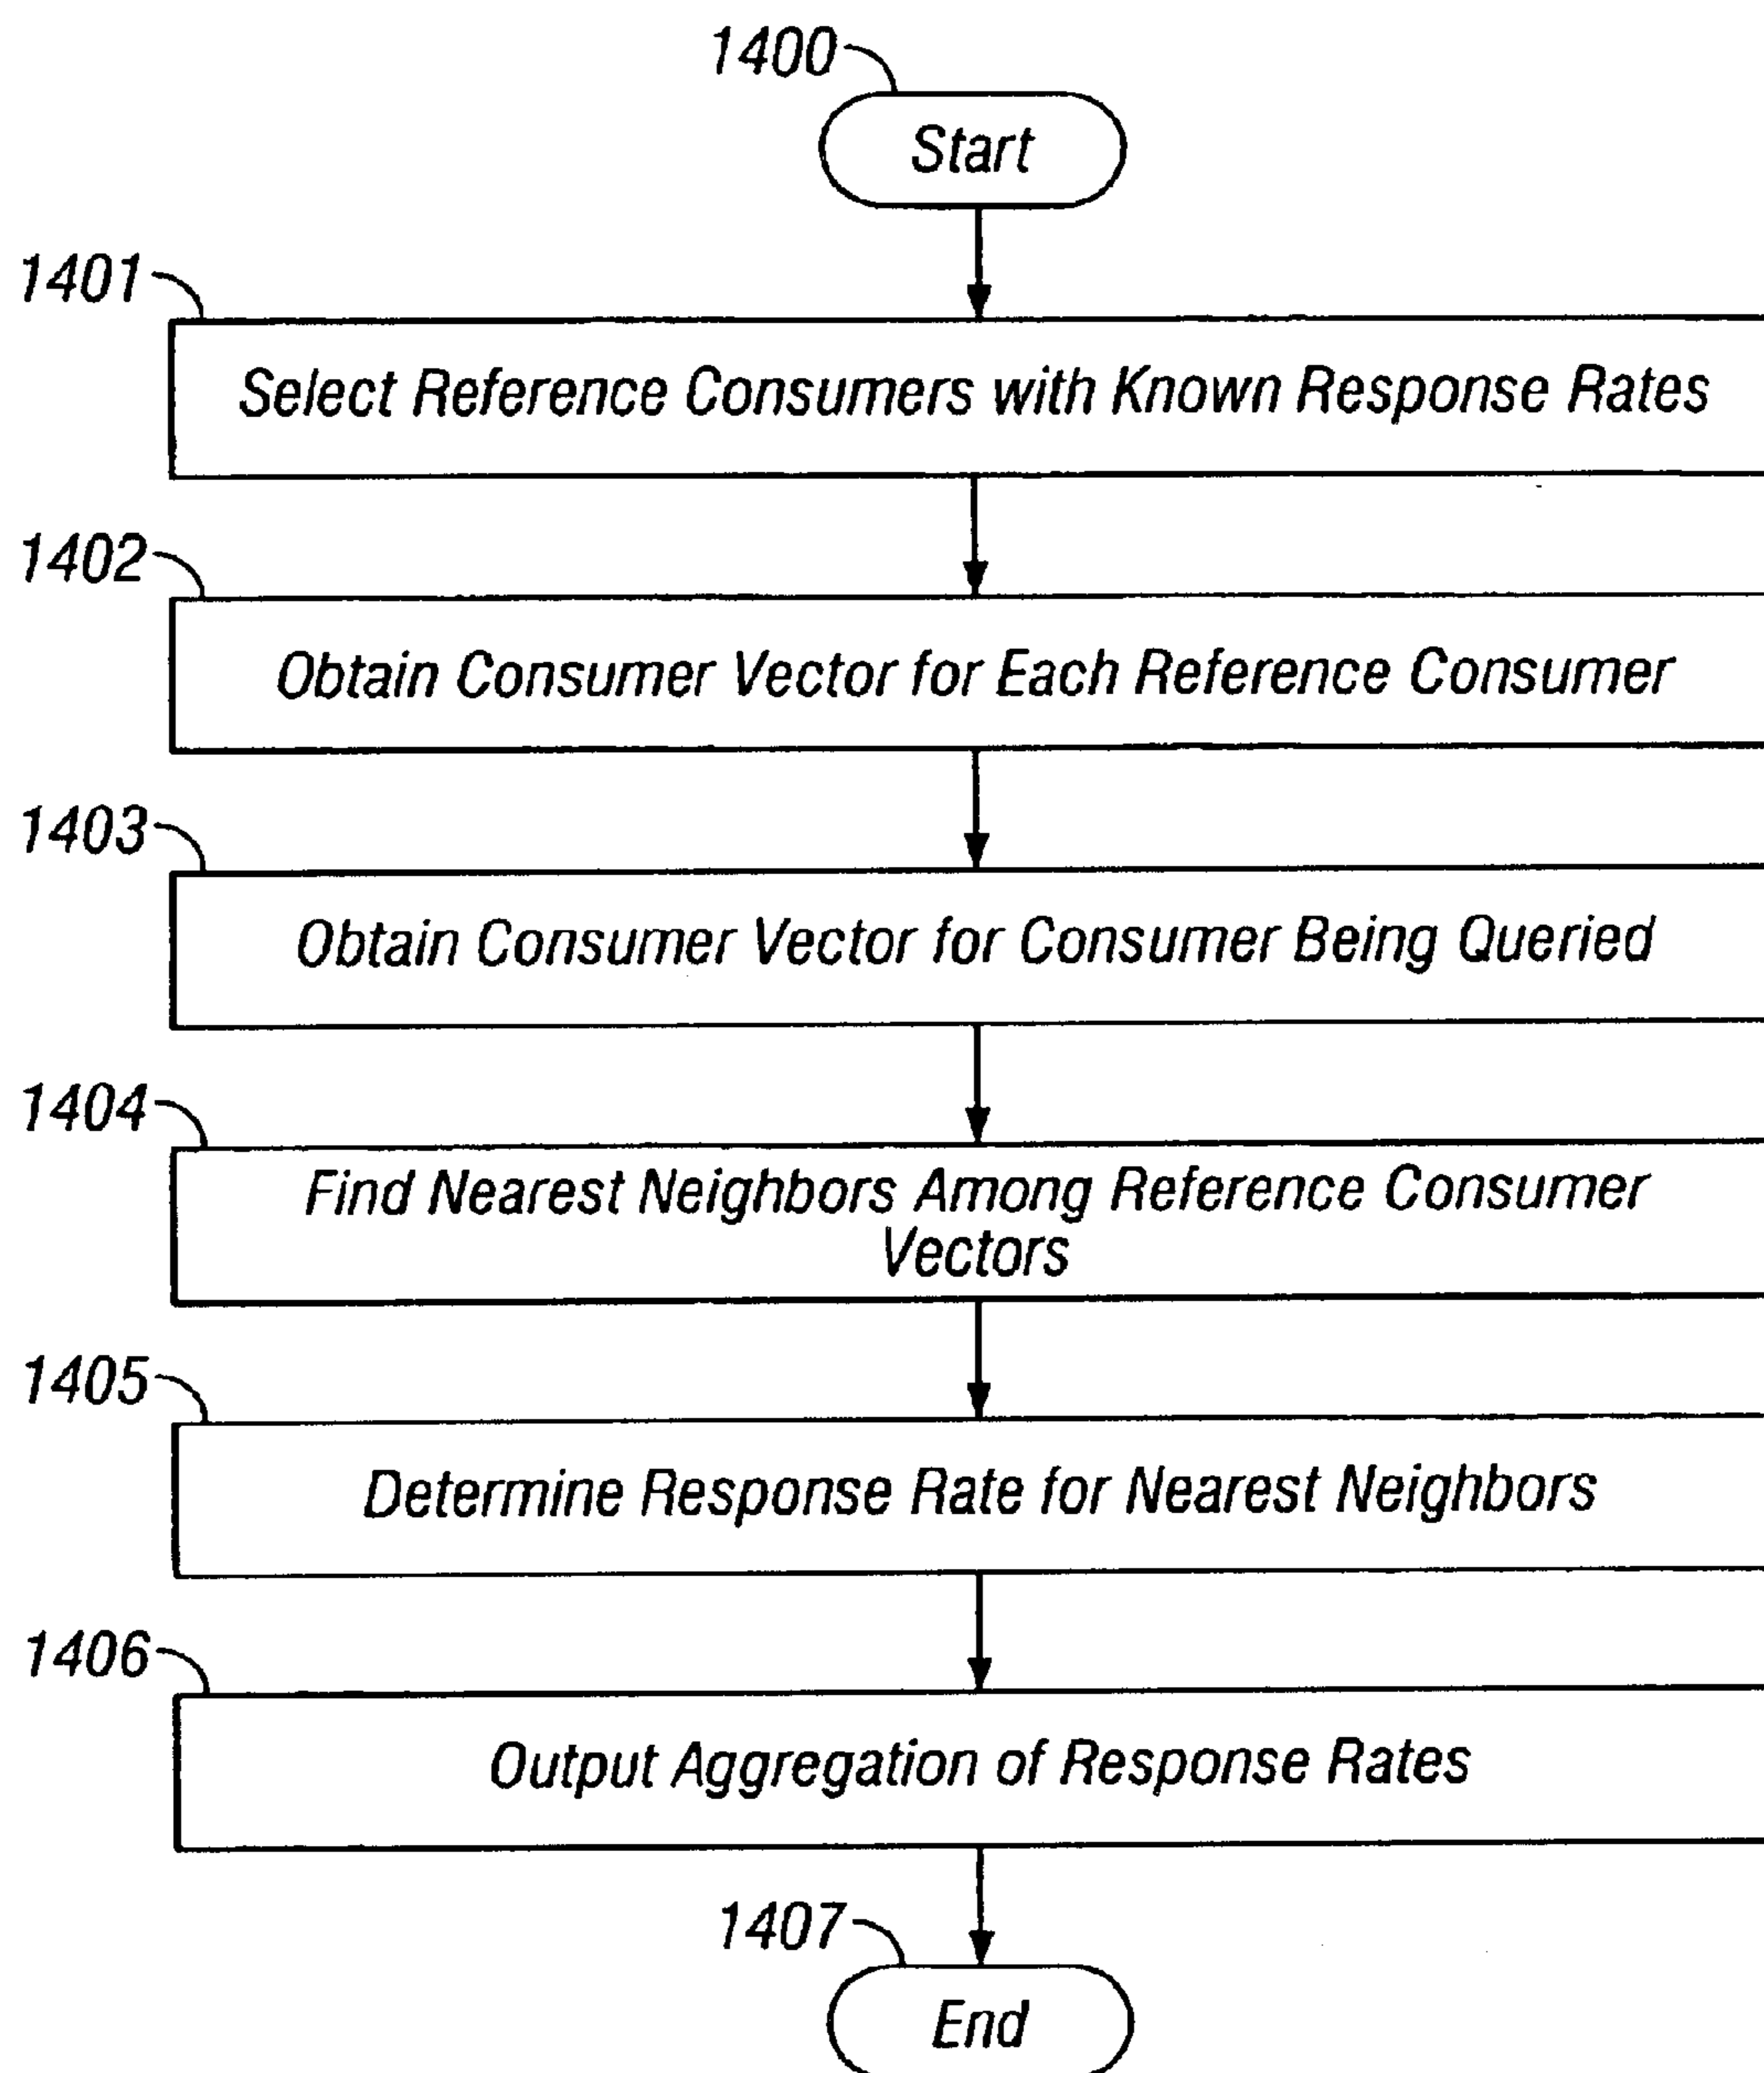 1400
Start
1401
Select Reference Consumers with Known Response Rates
1402
Obtain Consumer Vector for Each Reference Consumer
1403
Obtain Consumer Vector for Consumer Being Queried
1404
Find Nearest Neighbors Among Reference Consumer
Vectors
1405
Determine Response Rate for Nearest Neighbors
1406
Output Aggregation of Response Rates
1407
End